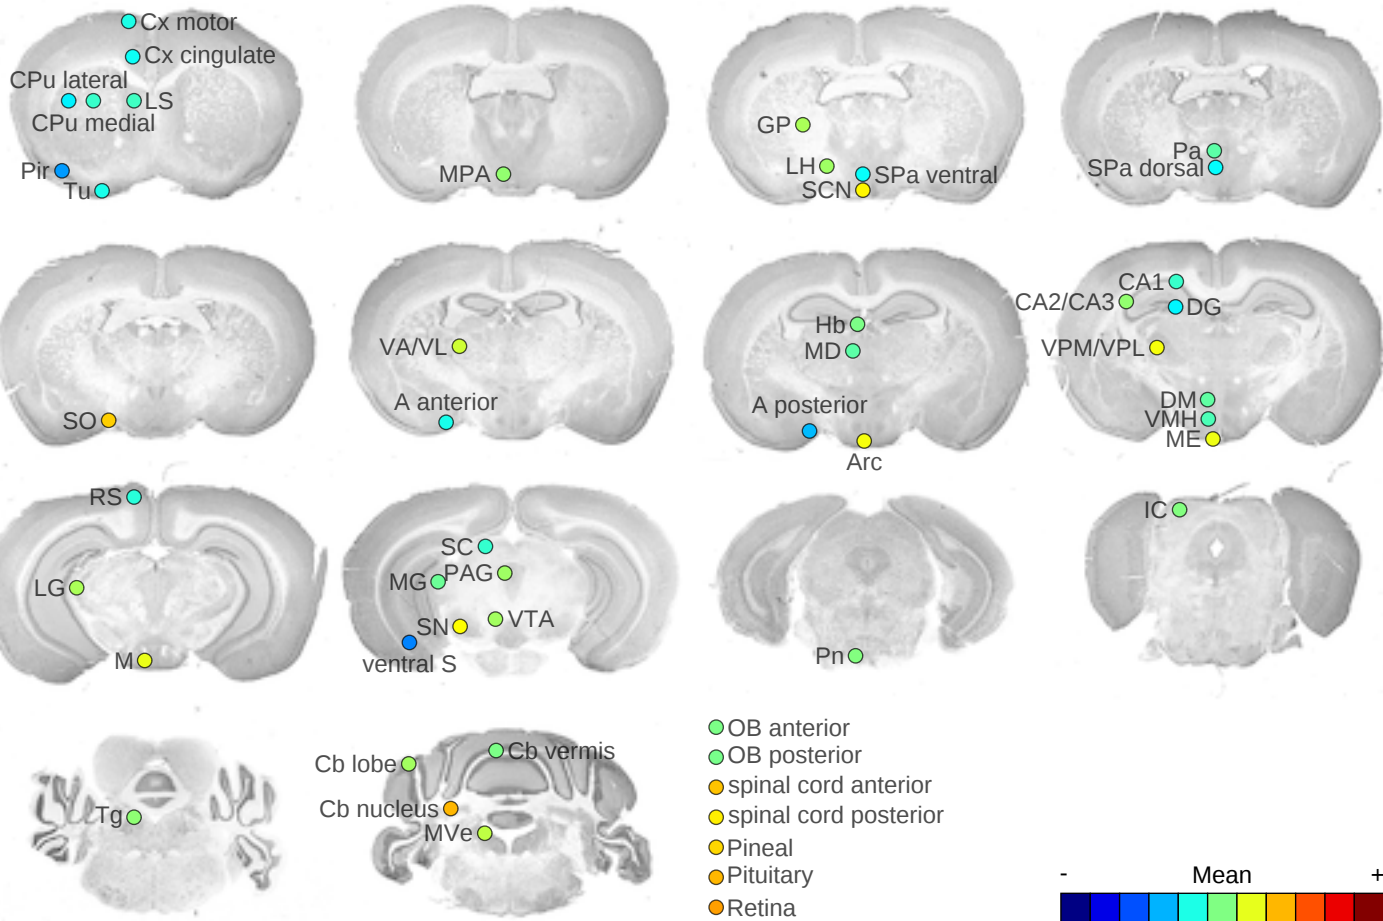 Cx motor
Cx cingulate
CPu lateral
LS
CPu medial
Pir
Tu
MPA
GP
LH
SPa ventral
SCN
Pa
SPa dorsal
SO
VA/VL
A anterior
Hb
MD
A posterior
Arc
CA1
CA2/CA3
DG
VPM/VPL
DM
VMH
ME
RS
LG
M
SC
MG
PAG
SN
VTA
ventral S
Pn
IC
Tg
Cb lobe
Cb vermis
Cb nucleus
MVe
OB anterior
OB posterior
spinal cord anterior
spinal cord posterior
Pineal
Pituitary
Retina
- Mean +